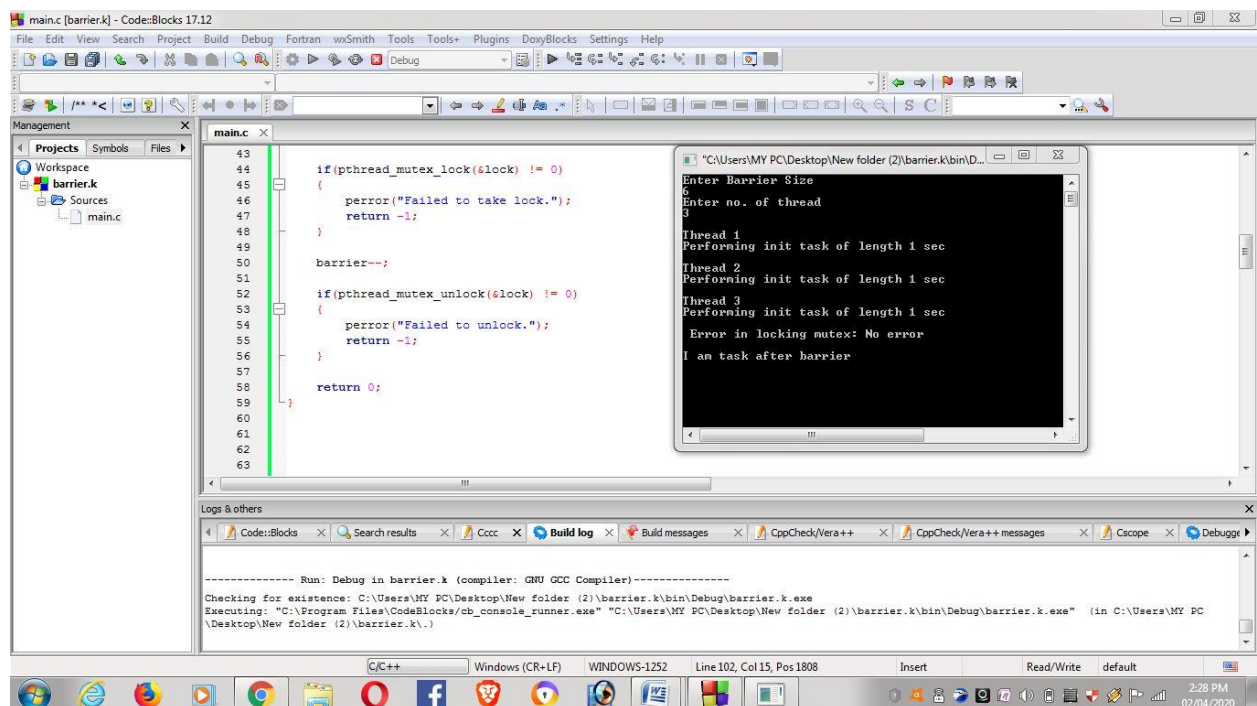 main.c [barrier.k] - Code::Blocks 17.12
File Edit View Search Project Build Debug Fortran wxSmith Tools Tools+ Plugins DoxyBlocks Settings Help
Debug
/** *<
S C
Management
Projects Symbols Files
Workspace
barrier.k
Sources
main.c
main.c
43
44 if(pthread_mutex_lock(&lock) != 0)
45 {
46 perror("Failed to take lock.");
47 return -1;
48 }
49
50 barrier--;
51
52 if(pthread_mutex_unlock(&lock) != 0)
53 {
54 perror("Failed to unlock.");
55 return -1;
56 }
57
58 return 0;
59 }
60
61
62
63
"C:\Users\MY PC\Desktop\New folder (2)\barrier.k\bin\D...
Enter Barrier Size
6
Enter no. of thread
3
Thread 1
Performing init task of length 1 sec
Thread 2
Performing init task of length 1 sec
Thread 3
Performing init task of length 1 sec
Error in locking mutex: No error
I am task after barrier
Logs & others
Code::Blocks Search results Cccc Build log Build messages CppCheck/Vera++ CppCheck/Vera++ messages Cscope Debugge
-------------- Run: Debug in barrier.k (compiler: GNU GCC Compiler)---------------
Checking for existence: C:\Users\MY PC\Desktop\New folder (2)\barrier.k\bin\Debug\barrier.k.exe
Executing: "C:\Program Files\CodeBlocks/cb_console_runner.exe" "C:\Users\MY PC\Desktop\New folder (2)\barrier.k\bin\Debug\barrier.k.exe" (in C:\Users\MY PC
\Desktop\New folder (2)\barrier.k\.)
C/C++ Windows (CR+LF) WINDOWS-1252 Line 102, Col 15, Pos 1808 Insert Read/Write default
2:28 PM
02/04/2020